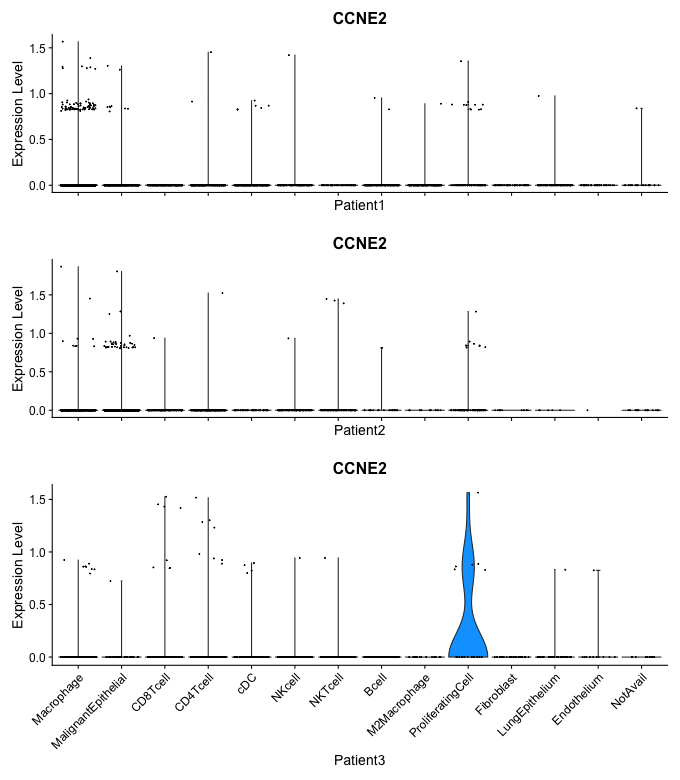 CCNE2
Expression Level
1.5
1.0
0.5
0.0
Patient1
CCNE2
Expression Level
1.5
1.0
0.5
0.0
Patient2
CCNE2
Expression Level
1.5
1.0
0.5
0.0
Macrophage
MalignantEpithelial
CD8Tcell
CD4Tcell
cDC
NKcell
NKTcell
Bcell
M2Macrophage
ProliferatingCell
Fibroblast
LungEpithelium
Endothelium
NotAvail
Patient3